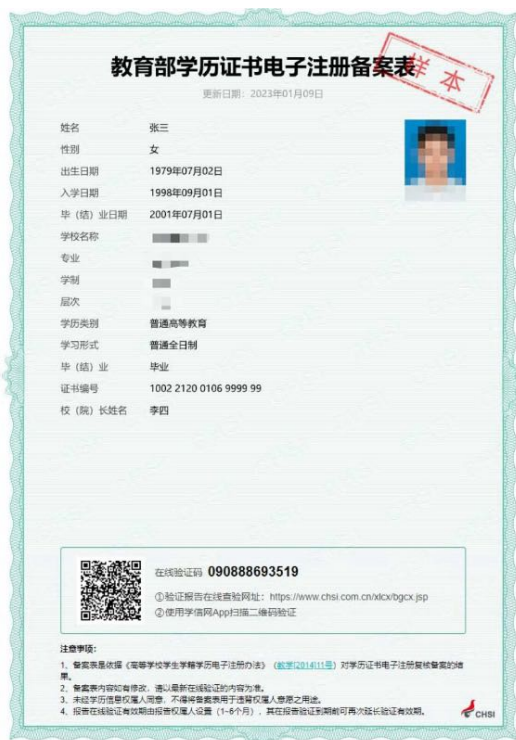 教育部学历证书电子注册备案表
样本
更新日期：2023年01月09日
姓名 张三
性别 女
出生日期 1979年07月02日
入学日期 1998年09月01日
毕（结）业日期 2001年07月01日
学校名称
专业
学制
层次
学历类别 普通高等教育
学习形式 普通全日制
毕（结）业 毕业
证书编号 1002 2120 0106 9999 99
校（院）长姓名 李四
在线验证码 090888693519
①验证报告在线查验网址：https://www.chsi.com.cn/xlcx/bgcx.jsp
②使用学信网App扫描二维码验证
注意事项：
1、备案表是依据《高等学校学生学籍学历电子注册办法》（教学[2014]11号）对学历证书电子注册复核备案的结
果。
2、备案表内容如有修改，请以最新在线验证的内容为准。
3、未经学历信息权属人同意，不得将备案表用于违背权属人意愿之用途。
4、报告在线验证有效期由报告权属人设置（1~6个月），其在报告验证到期前可再次延长验证有效期。
CHSI